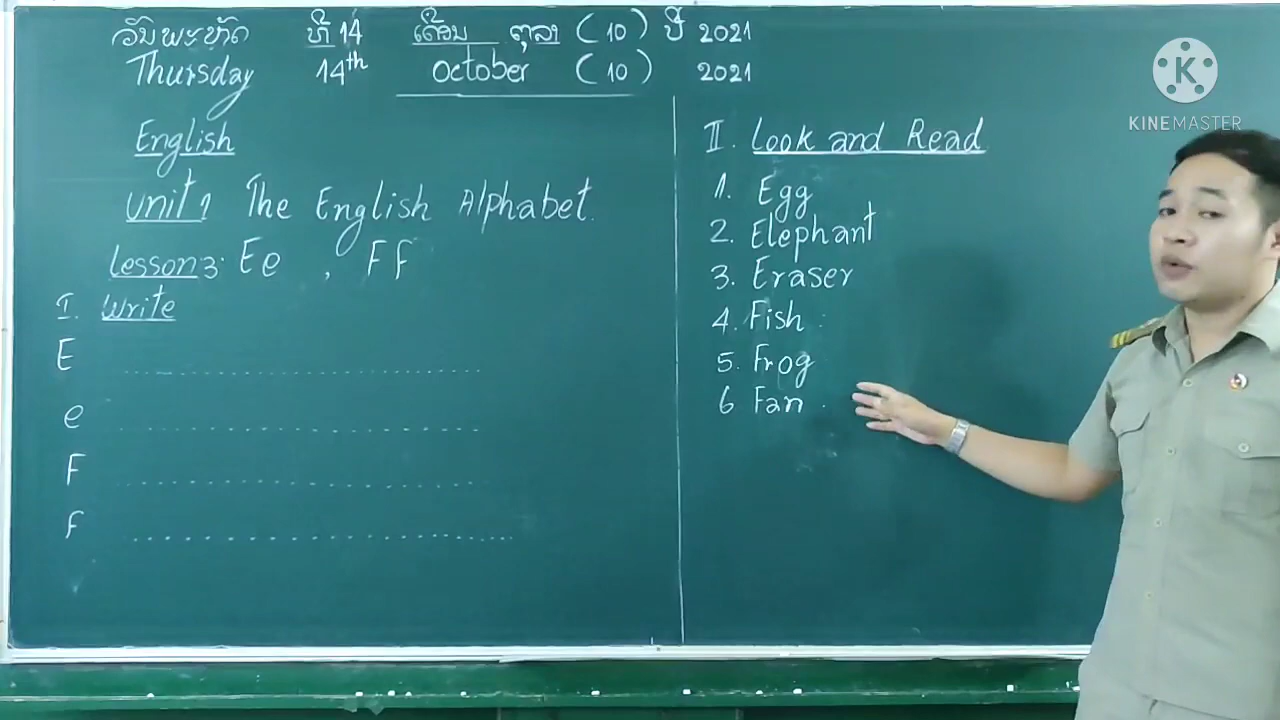 ວັນພະຫັດ ທີ 14 ເດືອນ ຕຸລາ ( 10 ) ປີ 2021
Thursday 14th October ( 10 ) 2021
English
Unit 1 The English Alphabet.
Lesson 3: Ee , Ff
I. Write
E ........................................
e ........................................
F ........................................
f ........................................
II. Look and Read
1. Egg
2. Elephant
3. Eraser
4. Fish
5. Frog
6 Fan
K
KINEMASTER